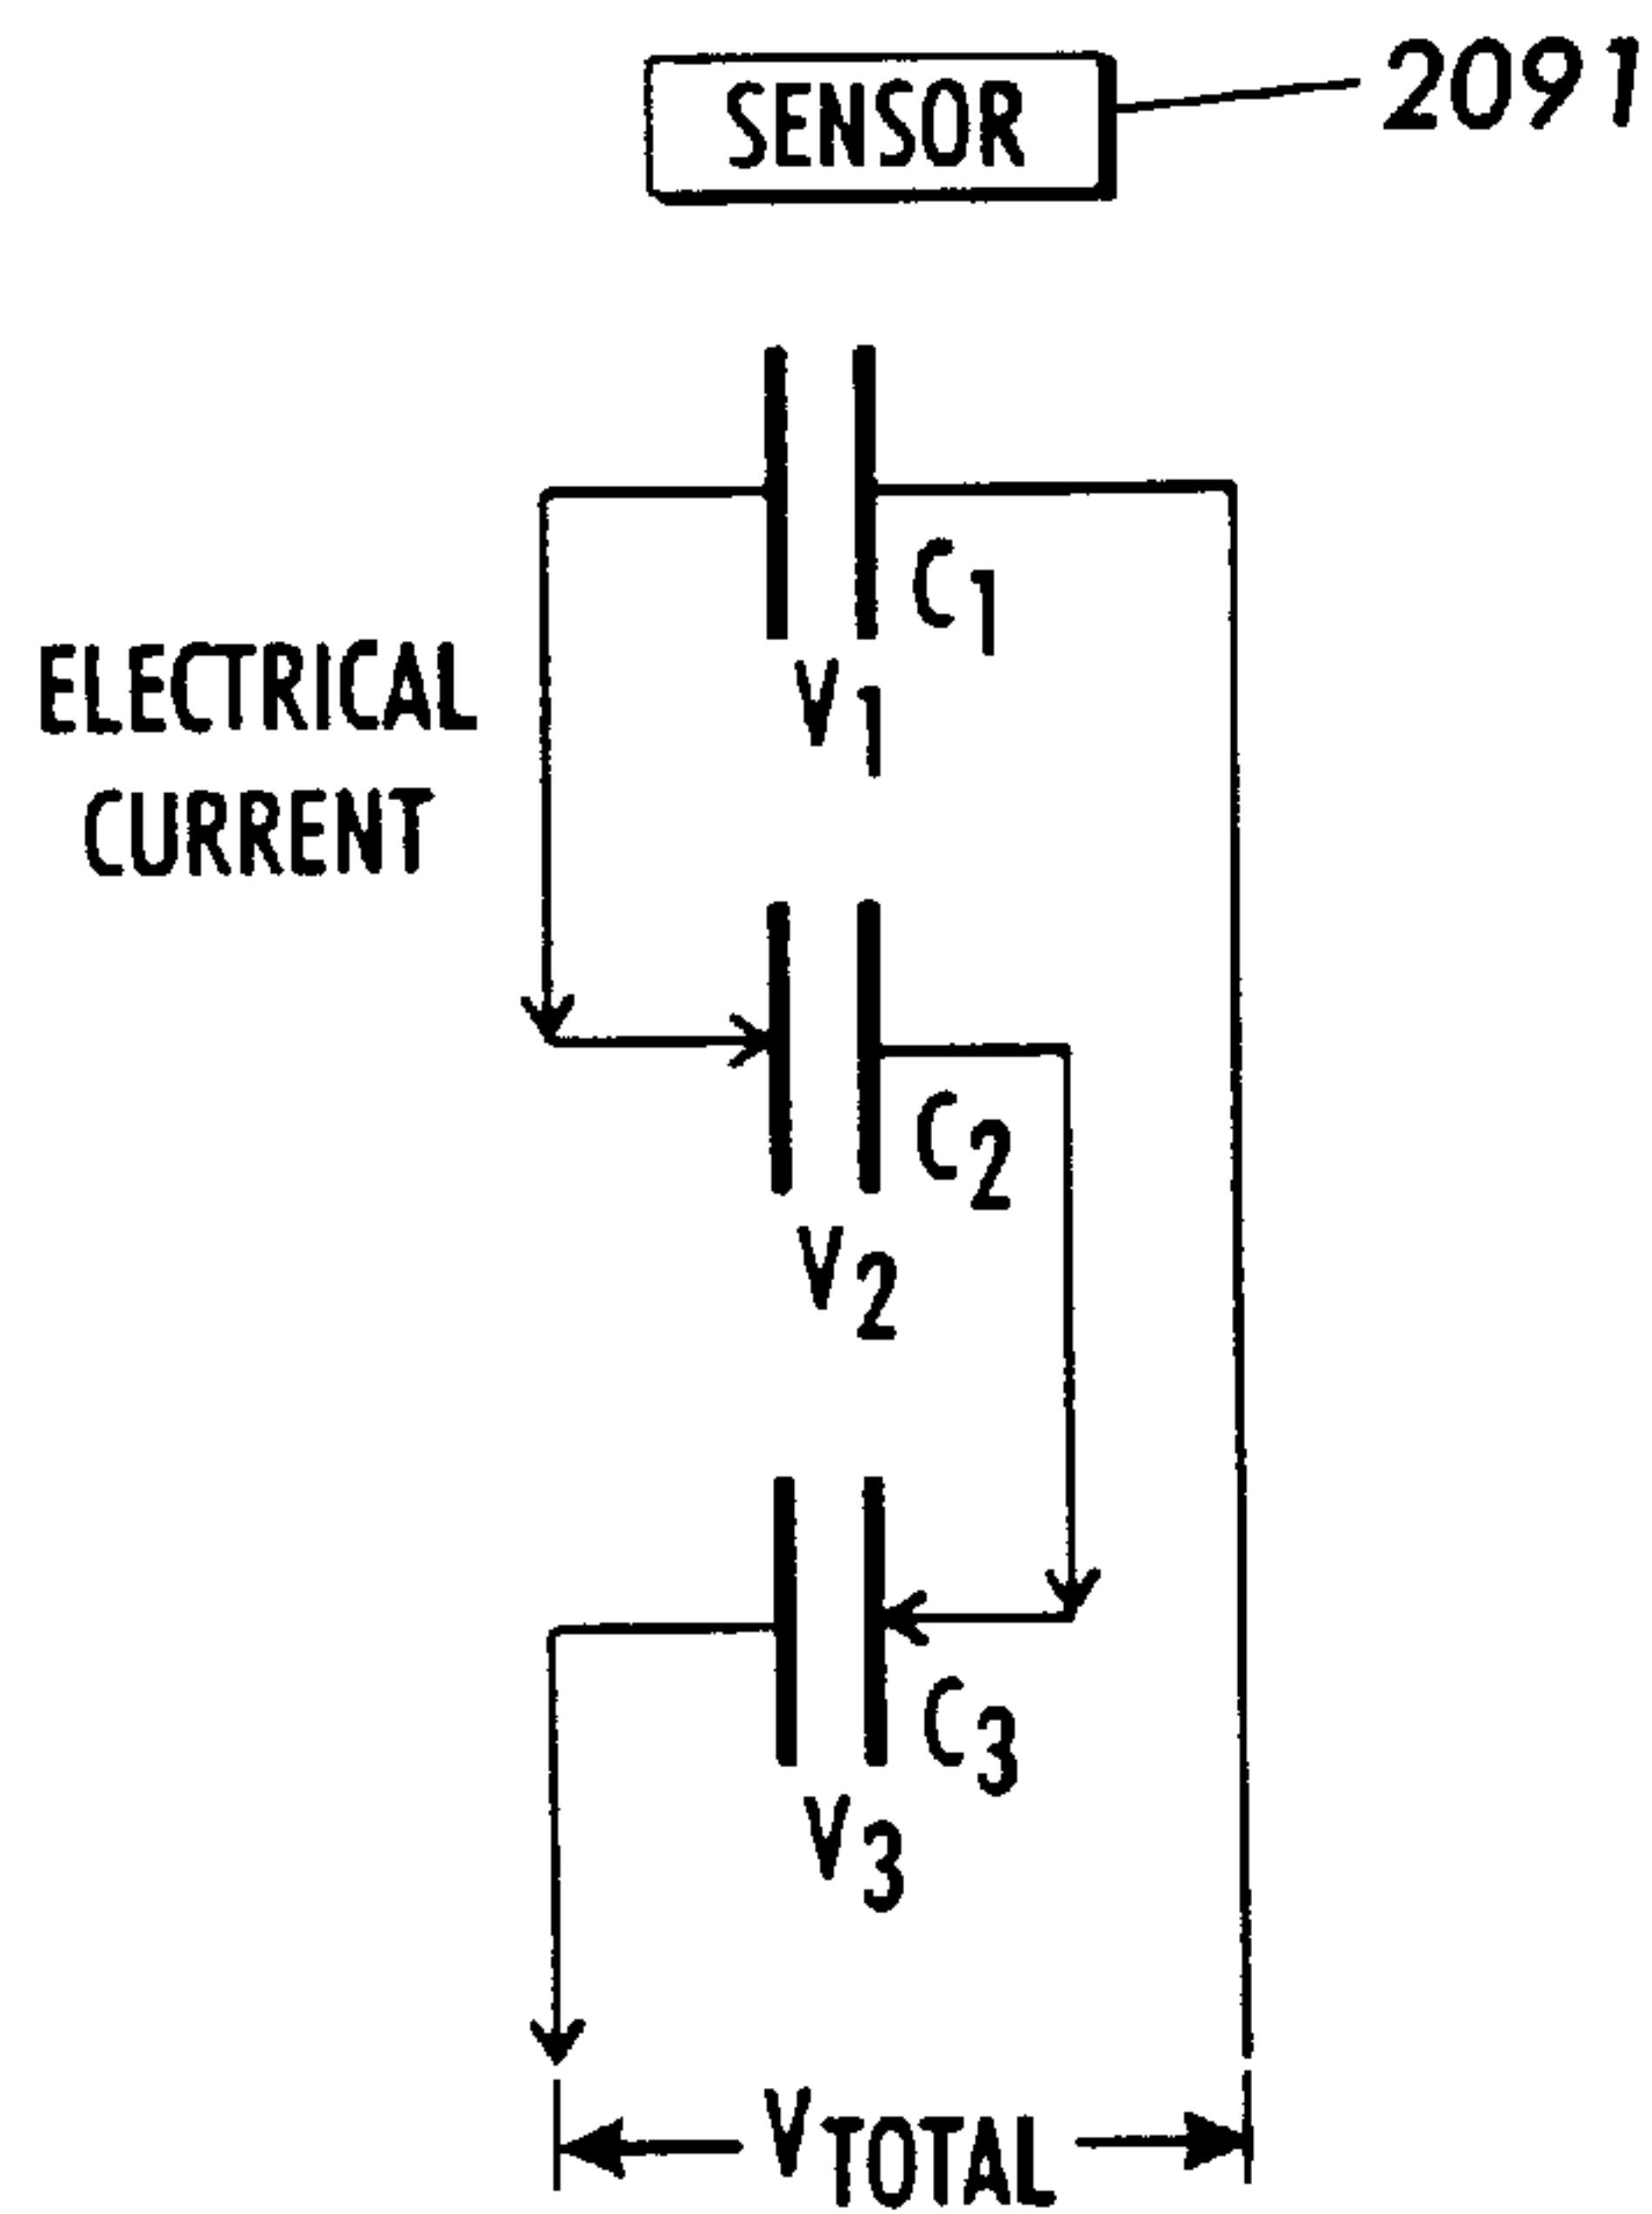 SENSOR 2091
C1
V1
ELECTRICAL
CURRENT
C2
V2
C3
V3
VTOTAL